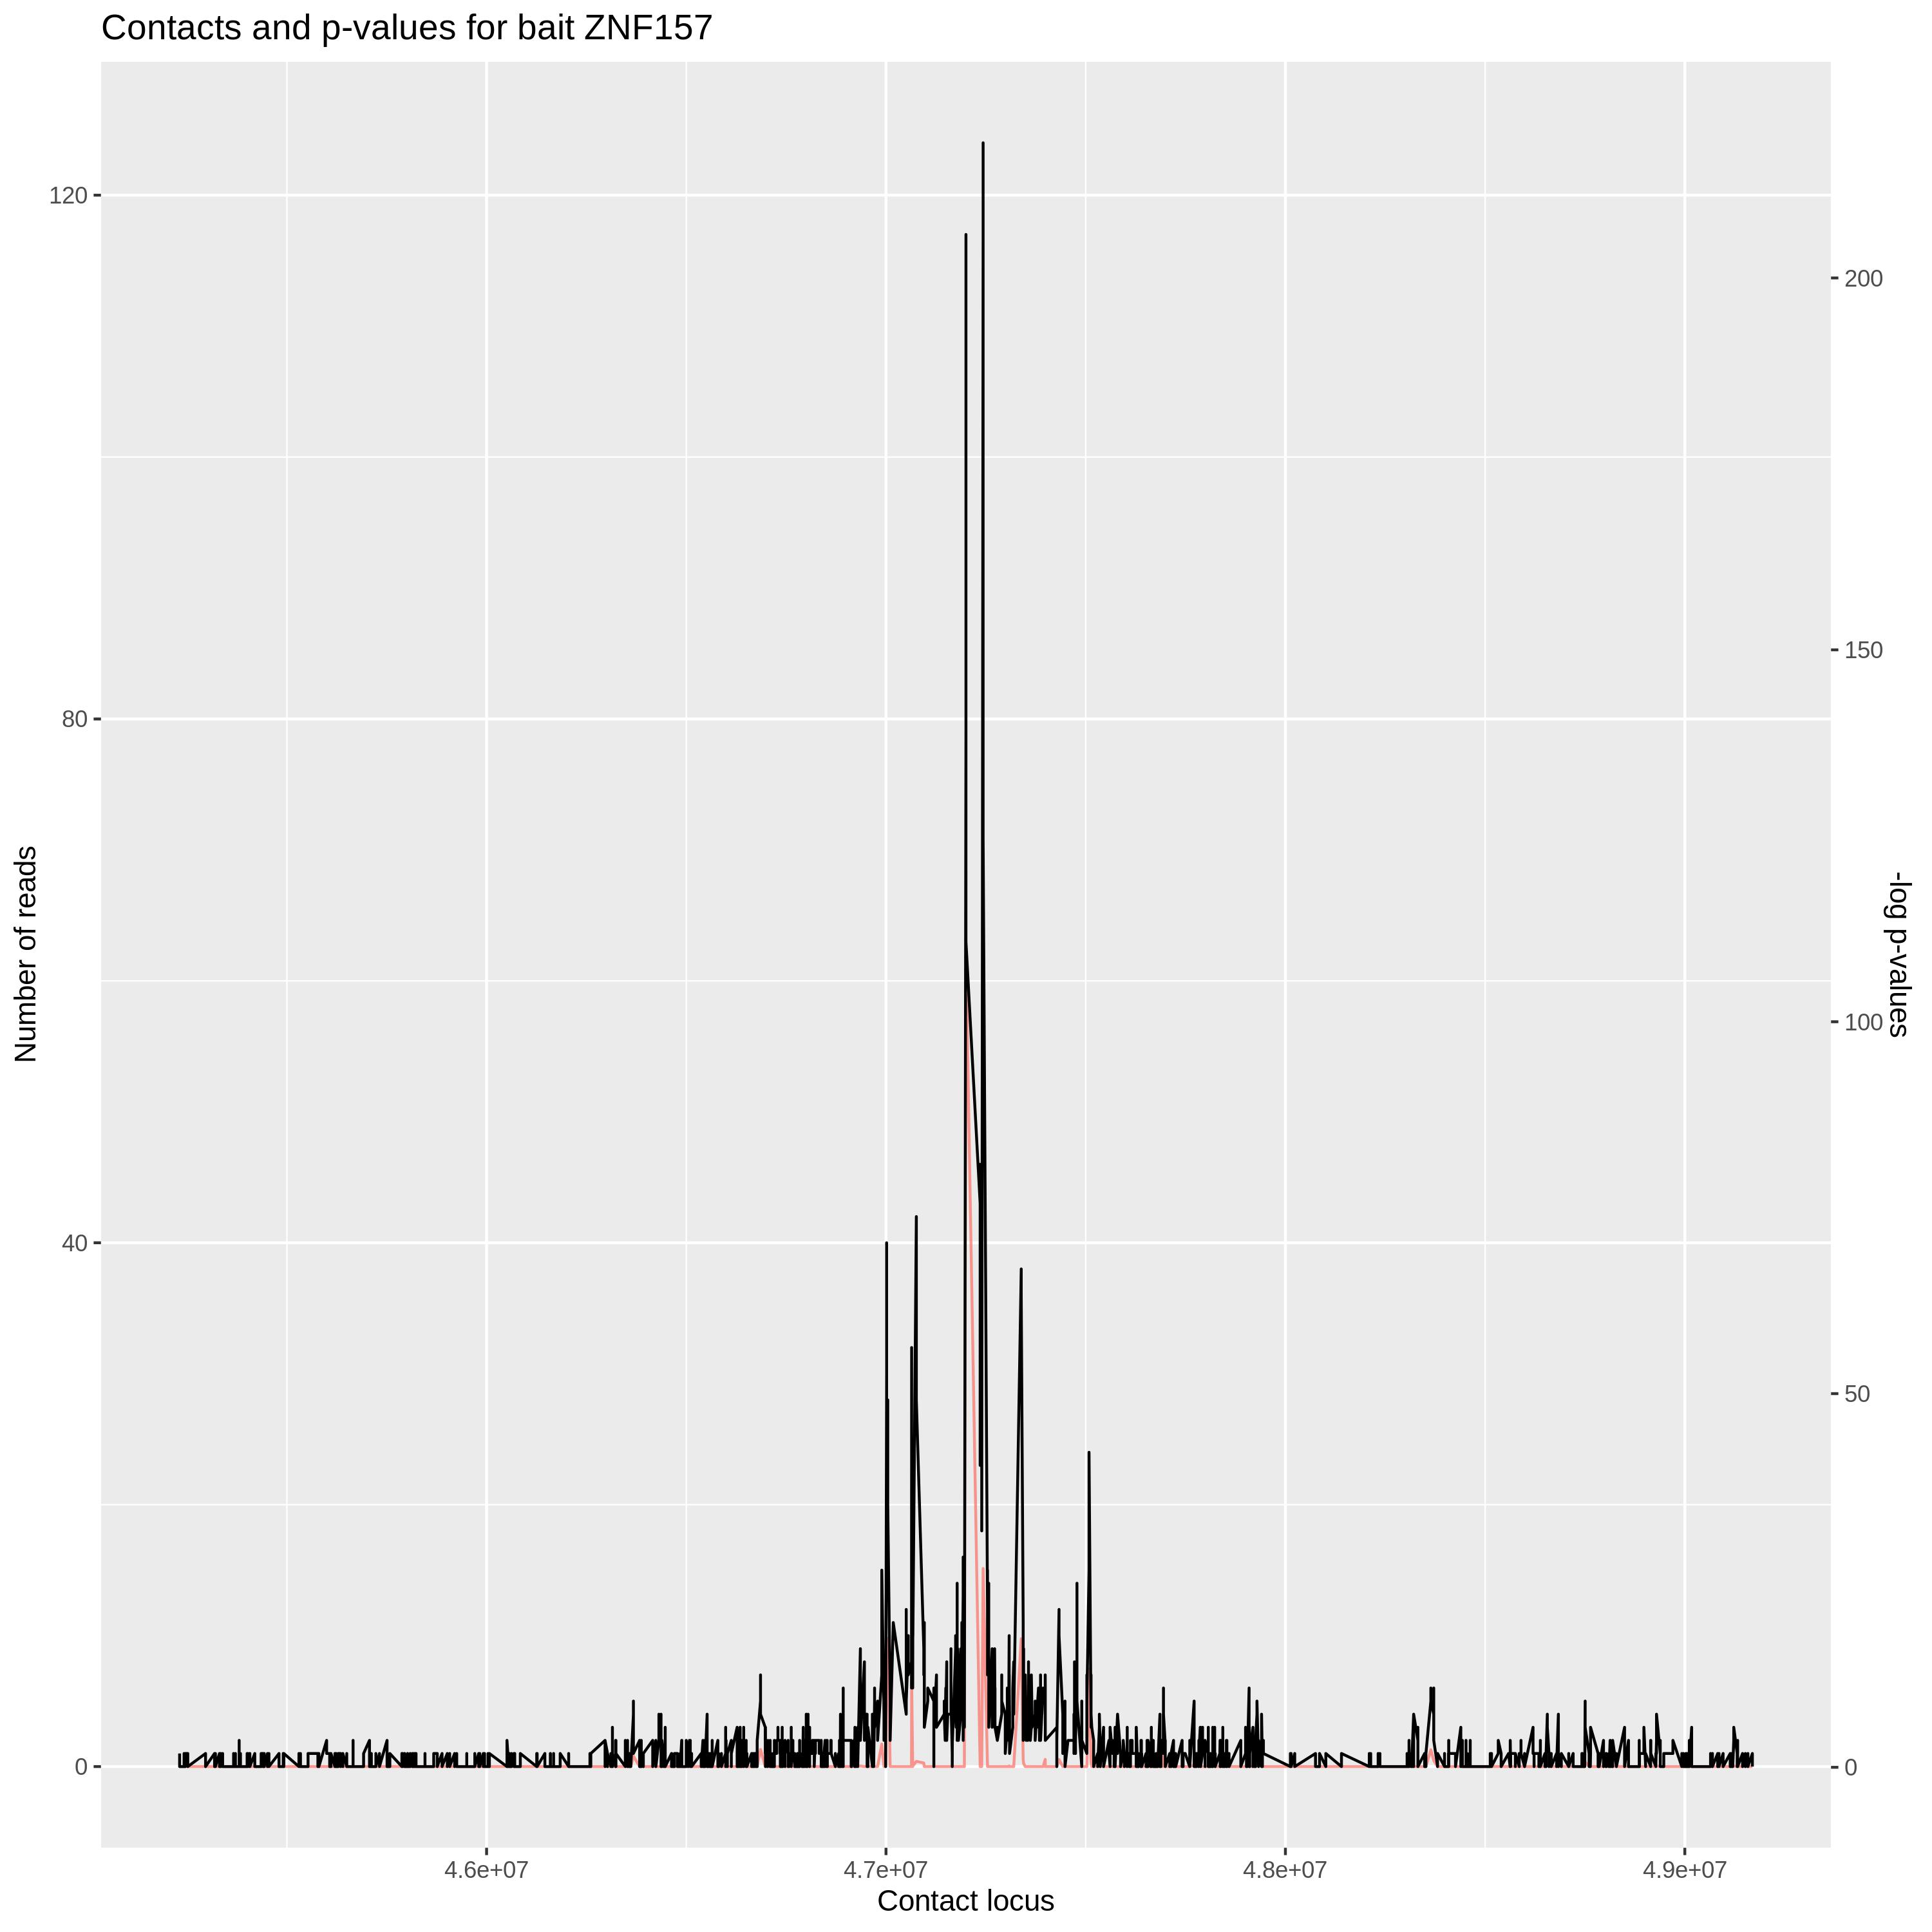 Contacts and p-values for bait ZNF157
120
80
40
0
Number of reads
200
150
100
50
0
-log p-values
4.6e+07
4.7e+07
4.8e+07
4.9e+07
Contact locus